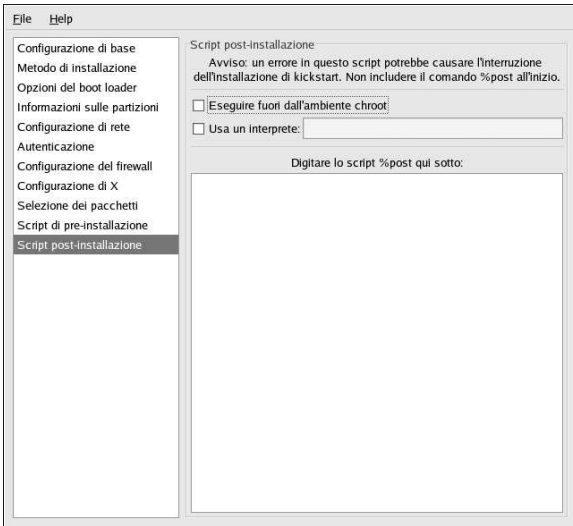 File Help
Configurazione di base
Metodo di installazione
Opzioni del boot loader
Informazioni sulle partizioni
Configurazione di rete
Autenticazione
Configurazione del firewall
Configurazione di X
Selezione dei pacchetti
Script di pre-installazione
Script post-installazione
Script post-installazione
Avviso: un errore in questo script potrebbe causare l'interruzione
dell'installazione di kickstart. Non includere il comando %post all'inizio.
Eseguire fuori dall'ambiente chroot
Usa un interprete:
Digitare lo script %post qui sotto: